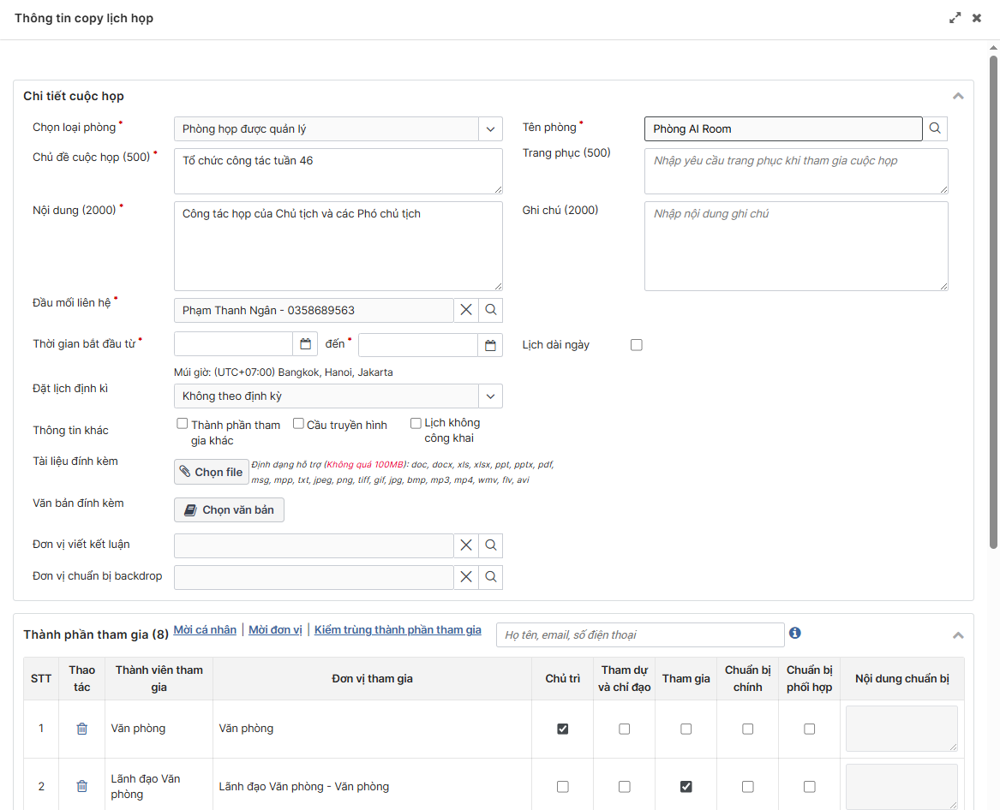 Thông tin copy lịch họp
Chi tiết cuộc họp
Chọn loại phòng *
Phòng họp được quản lý
Tên phòng *
Phòng AI Room
Chủ đề cuộc họp (500) *
Tổ chức công tác tuần 46
Trang phục (500)
Nhập yêu cầu trang phục khi tham gia cuộc họp
Nội dung (2000) *
Công tác họp của Chủ tịch và các Phó chủ tịch
Ghi chú (2000)
Nhập nội dung ghi chú
Đầu mối liên hệ *
Phạm Thanh Ngân - 0358689563
Thời gian bắt đầu từ *
đến *
Lịch dài ngày
Múi giờ: (UTC+07:00) Bangkok, Hanoi, Jakarta
Đặt lịch định kì
Không theo định kỳ
Thông tin khác
Thành phần tham
gia khác
Cầu truyền hình
Lịch không
công khai
Tài liệu đính kèm
Chọn file
Định dạng hỗ trợ (Không quá 100MB): doc, docx, xls, xlsx, ppt, pptx, pdf,
msg, mpp, txt, jpeg, png, tiff, gif, jpg, bmp, mp3, mp4, wmv, flv, avi
Văn bản đính kèm
Chọn văn bản
Đơn vị viết kết luận
Đơn vị chuẩn bị backdrop
Thành phần tham gia (8)
Mời cá nhân | Mời đơn vị | Kiểm trùng thành phần tham gia
Họ tên, email, số điện thoại
STT
Thao
tác
Thành viên tham
gia
Đơn vị tham gia
Chủ trì
Tham dự
và chỉ đạo
Tham gia
Chuẩn bị
chính
Chuẩn bị
phối hợp
Nội dung chuẩn bị
1
Văn phòng
Văn phòng
2
Lãnh đạo Văn
phòng
Lãnh đạo Văn phòng - Văn phòng